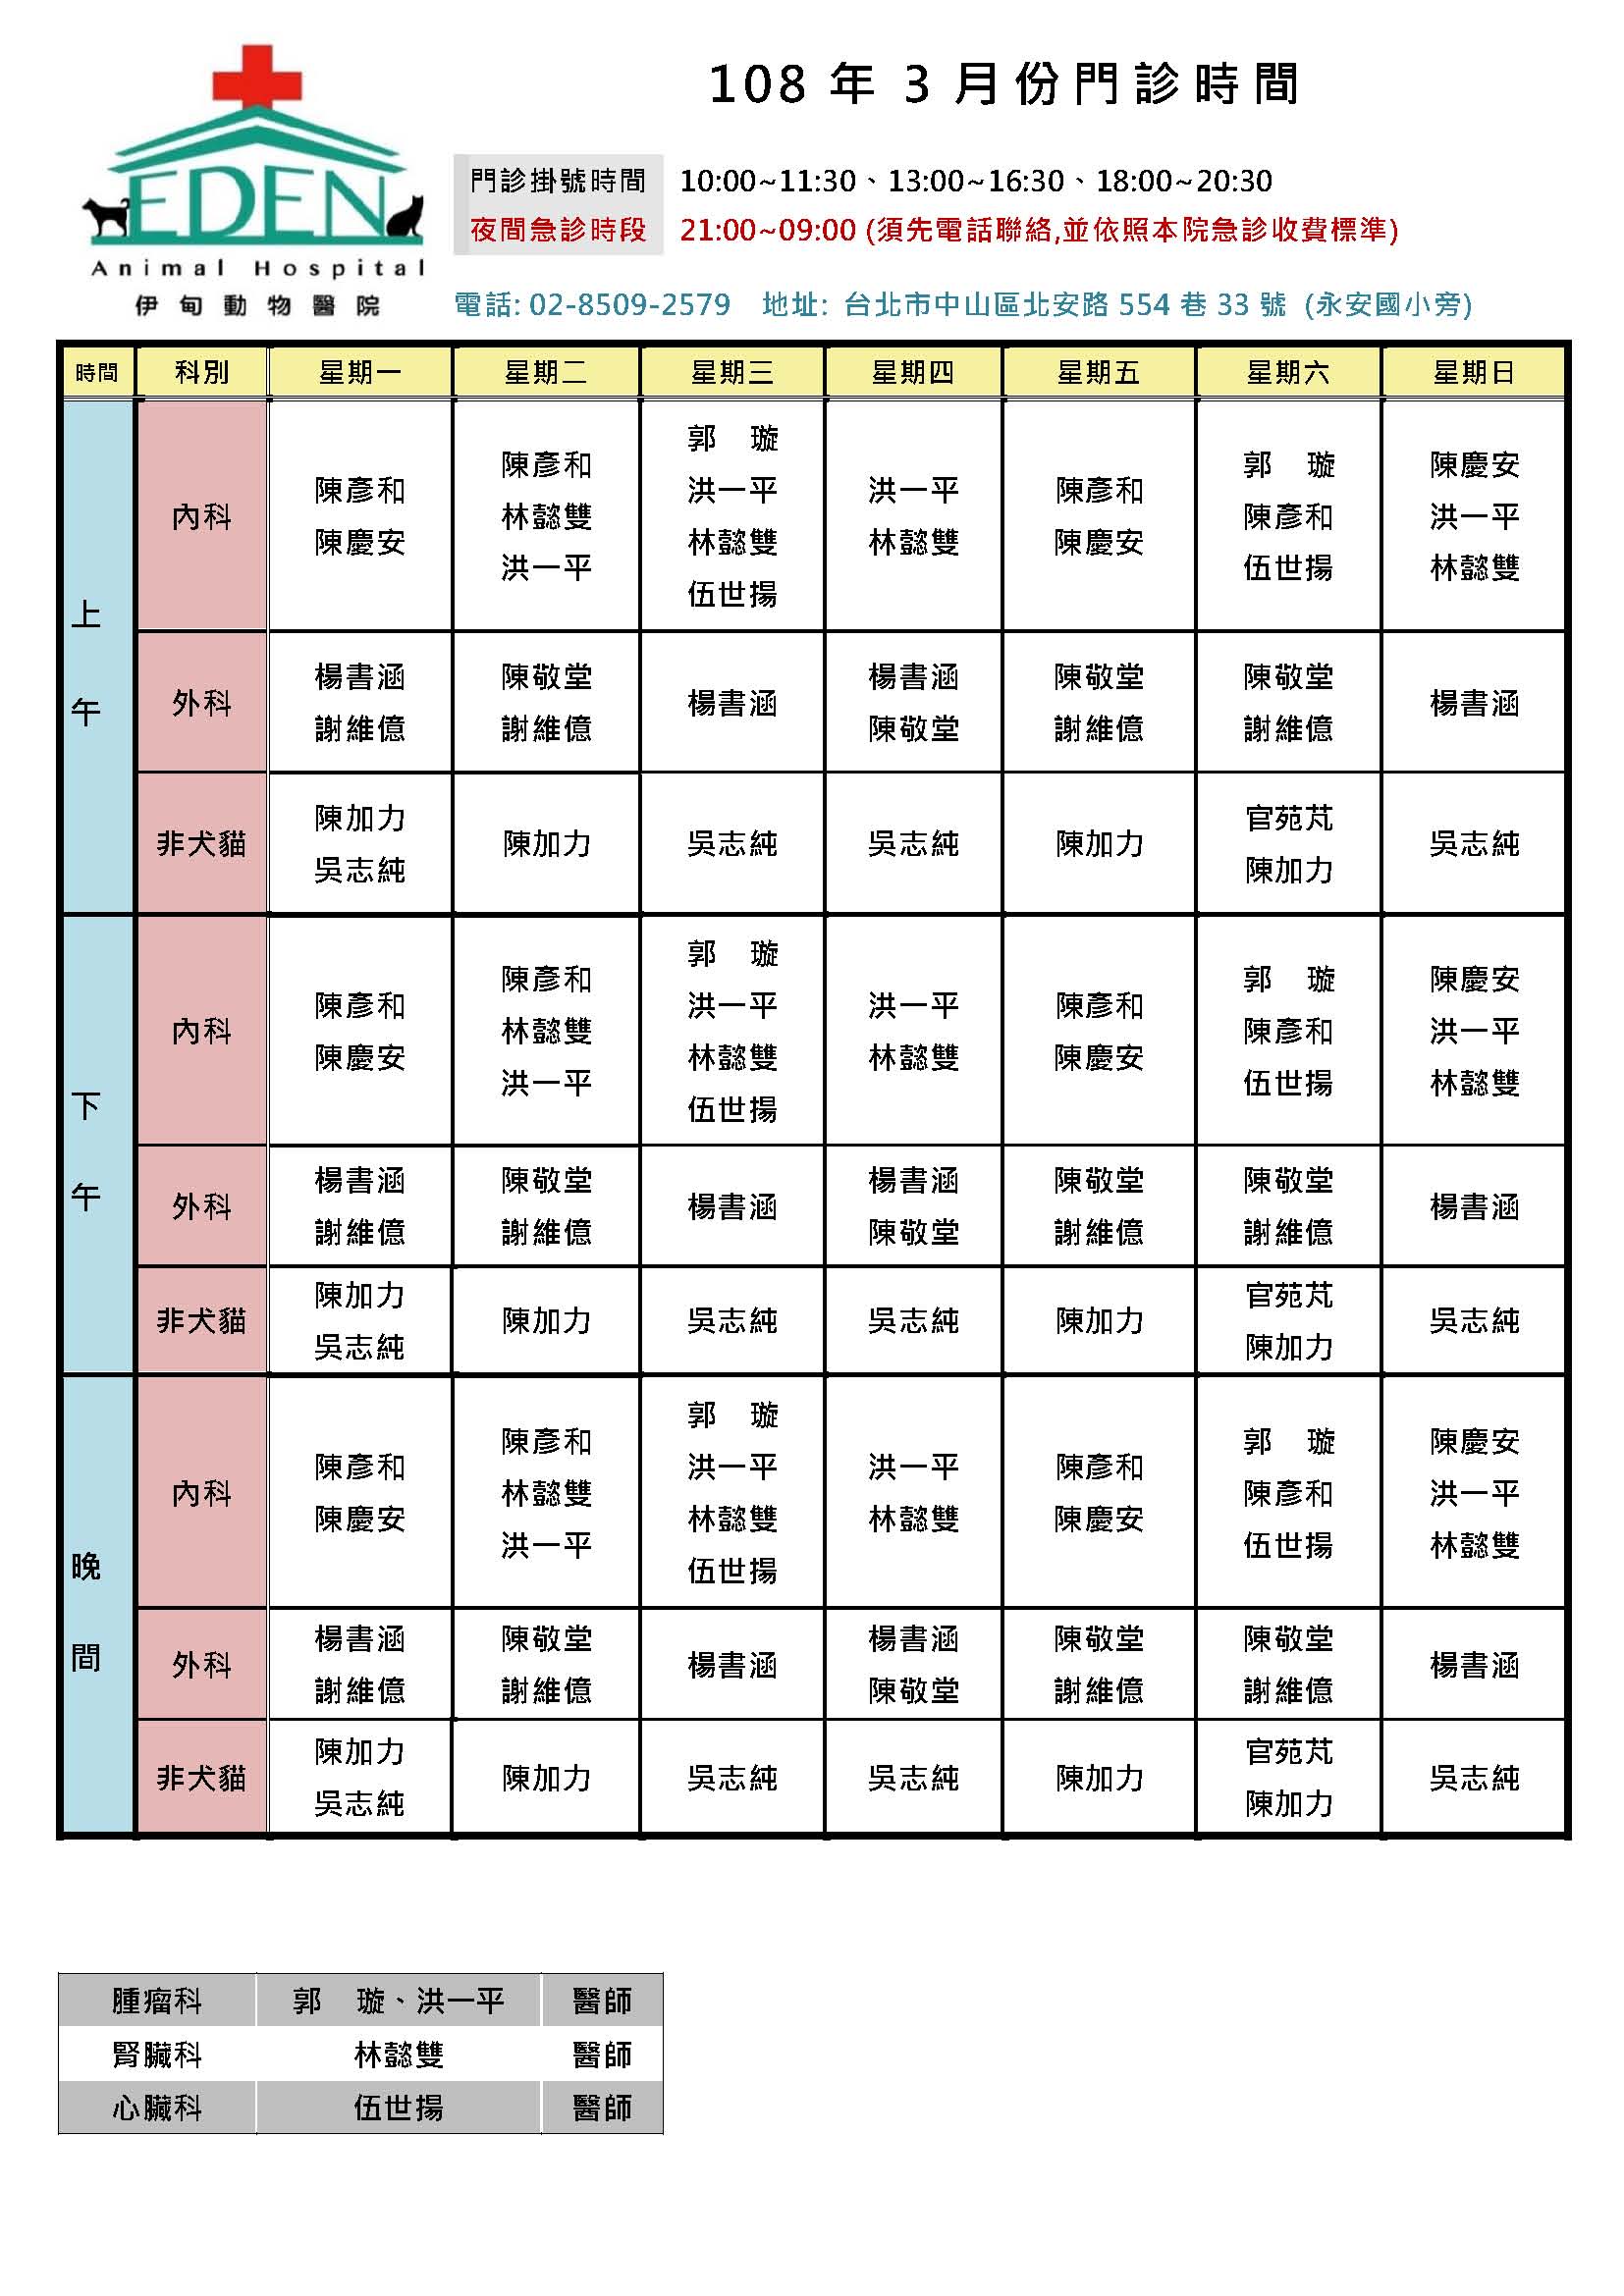 108 年 3 月份門診時間
EDEN
Animal Hospital
伊甸動物醫院
門診掛號時間 10:00~11:30、13:00~16:30、18:00~20:30
夜間急診時段 21:00~09:00 (須先電話聯絡,並依照本院急診收費標準)
電話: 02-8509-2579 地址: 台北市中山區北安路 554 巷 33 號 (永安國小旁)
時間 科別 星期一 星期二 星期三 星期四 星期五 星期六 星期日
上午
內科
陳彥和
陳慶安
陳彥和
林懿雙
洪一平
郭 璇
洪一平
林懿雙
伍世揚
洪一平
林懿雙
陳彥和
陳慶安
郭 璇
陳彥和
伍世揚
陳慶安
洪一平
林懿雙
外科
楊書涵
謝維億
陳敬堂
謝維億
楊書涵
楊書涵
陳敬堂
陳敬堂
謝維億
陳敬堂
謝維億
楊書涵
非犬貓
陳加力
吳志純
陳加力
吳志純
吳志純
陳加力
官苑芃
陳加力
吳志純
下午
內科
陳彥和
陳慶安
陳彥和
林懿雙
洪一平
郭 璇
洪一平
林懿雙
伍世揚
洪一平
林懿雙
陳彥和
陳慶安
郭 璇
陳彥和
伍世揚
陳慶安
洪一平
林懿雙
外科
楊書涵
謝維億
陳敬堂
謝維億
楊書涵
楊書涵
陳敬堂
陳敬堂
謝維億
陳敬堂
謝維億
楊書涵
非犬貓
陳加力
吳志純
陳加力
吳志純
吳志純
陳加力
官苑芃
陳加力
吳志純
晚間
內科
陳彥和
陳慶安
陳彥和
林懿雙
洪一平
郭 璇
洪一平
林懿雙
伍世揚
洪一平
林懿雙
陳彥和
陳慶安
郭 璇
陳彥和
伍世揚
陳慶安
洪一平
林懿雙
外科
楊書涵
謝維億
陳敬堂
謝維億
楊書涵
楊書涵
陳敬堂
陳敬堂
謝維億
陳敬堂
謝維億
楊書涵
非犬貓
陳加力
吳志純
陳加力
吳志純
吳志純
陳加力
官苑芃
陳加力
吳志純
腫瘤科 郭 璇、洪一平 醫師
腎臟科 林懿雙 醫師
心臟科 伍世揚 醫師